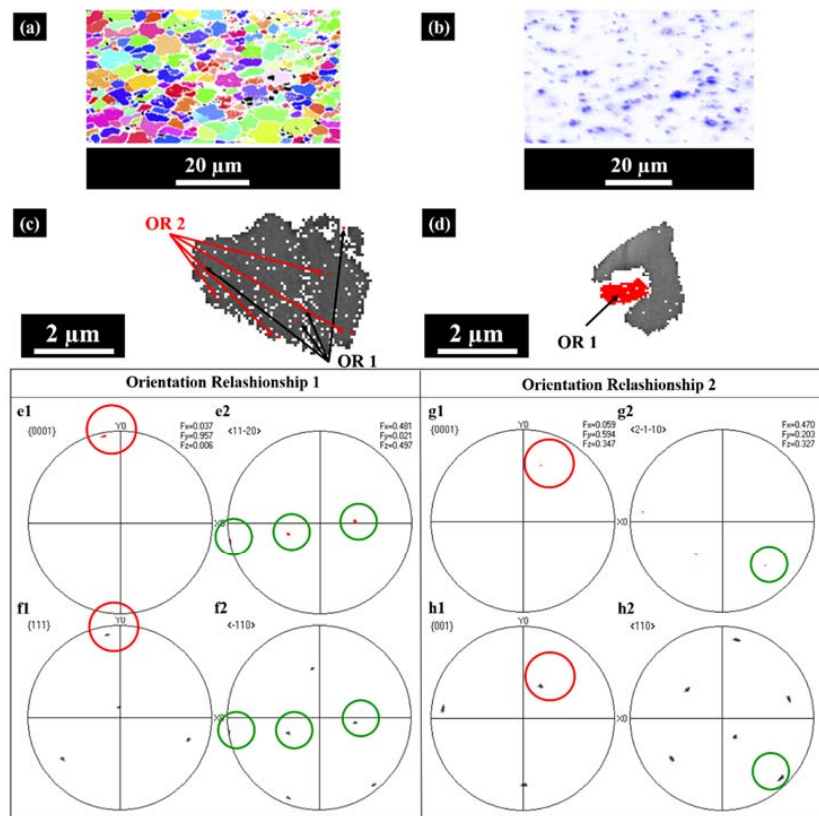 (a)
(b)
20 µm
20 µm
(c)
OR 2
OR 1
2 µm
(d)
OR 1
2 µm
Orientation Relashionship 1
Orientation Relashionship 2
e1
{0001}
Y0
Fx=0.037
Fy=0.957
Fz=0.006
e2
<11-20>
Fx=0.481
Fy=0.021
Fz=0.497
X0
g1
{0001}
Y0
Fx=0.059
Fy=0.594
Fz=0.347
g2
<2-1-10>
Fx=0.470
Fy=0.203
Fz=0.327
X0
f1
{111}
Y0
f2
<-110>
X0
h1
{001}
Y0
h2
<110>
X0